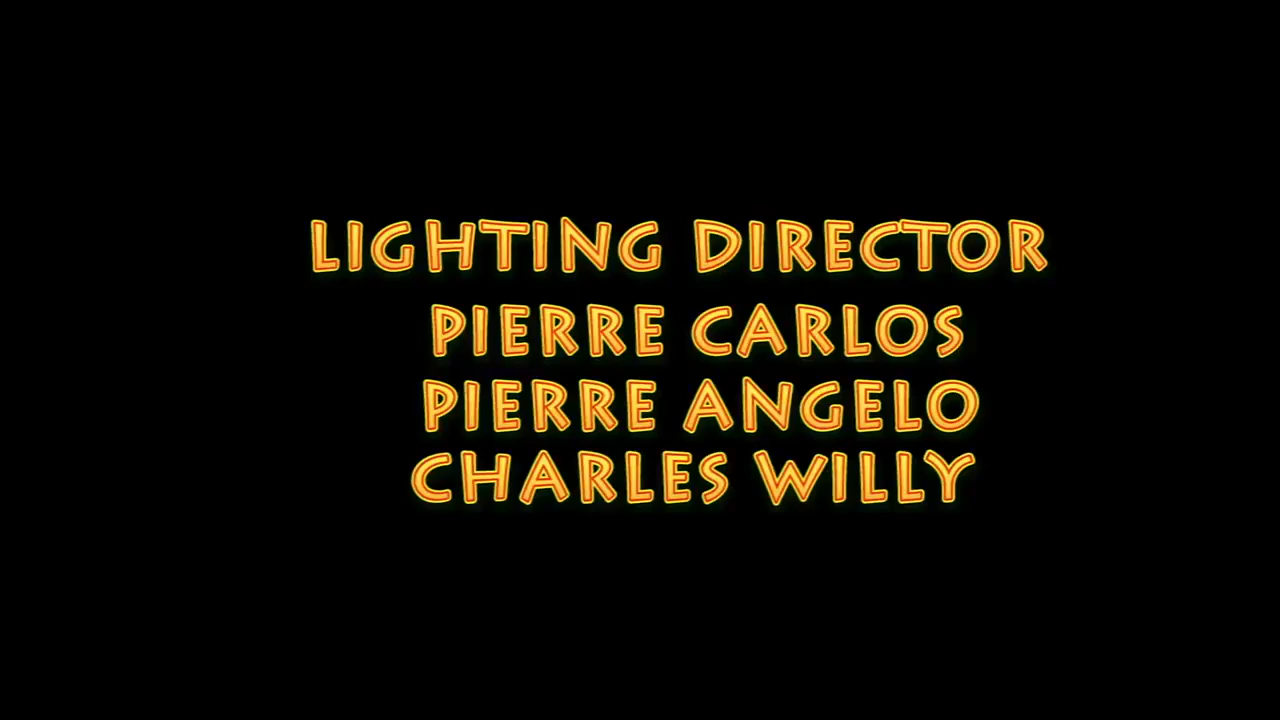 LIGHTING DIRECTOR
PIERRE CARLOS
PIERRE ANGELO
CHARLES WILLY